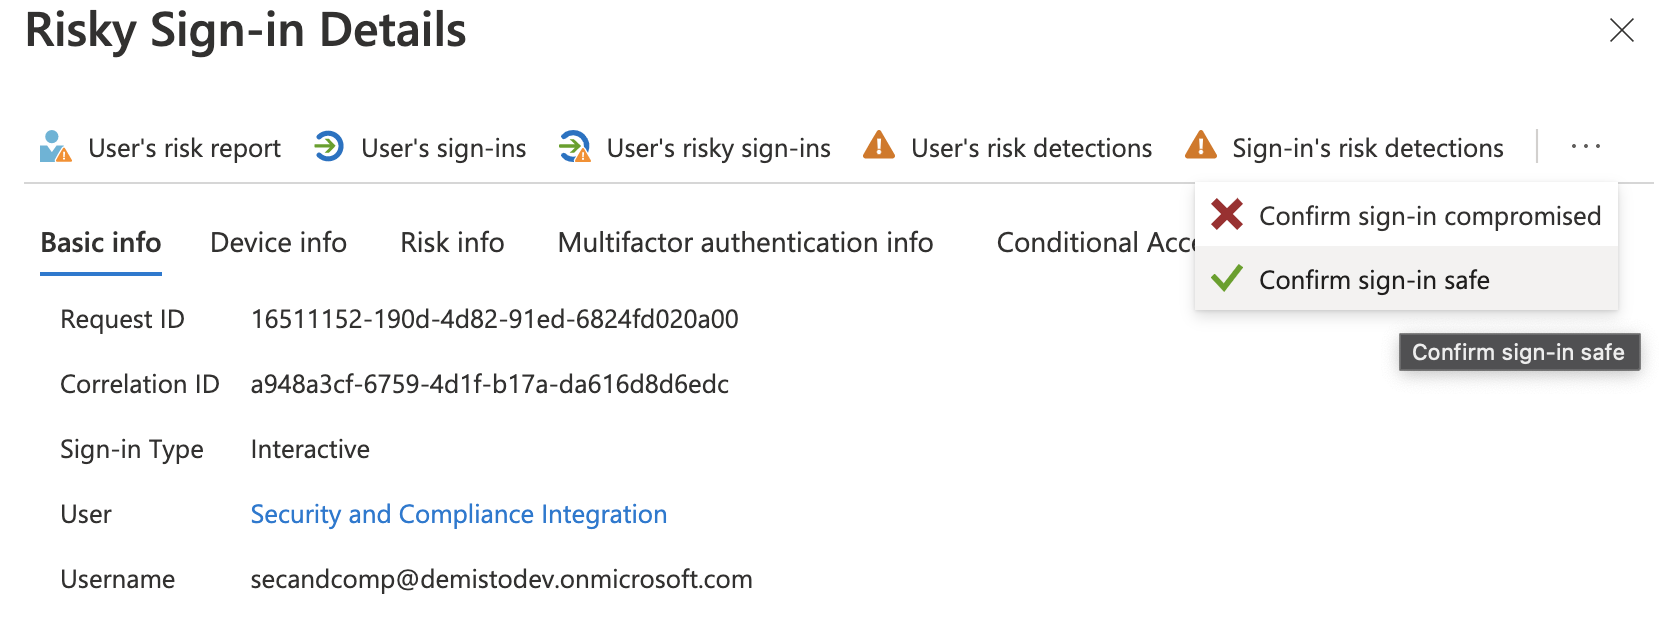 Risky Sign-in Details
User's risk report User's sign-ins User's risky sign-ins User's risk detections Sign-in's risk detections
Confirm sign-in compromised
Confirm sign-in safe
Confirm sign-in safe
Basic info Device info Risk info Multifactor authentication info Conditional
Request ID 16511152-190d-4d82-91ed-6824fd020a00
Correlation ID a948a3cf-6759-4d1f-b17a-da616d8d6edc
Sign-in Type Interactive
User Security and Compliance Integration
Username secandcomp@demistodev.onmicrosoft.com